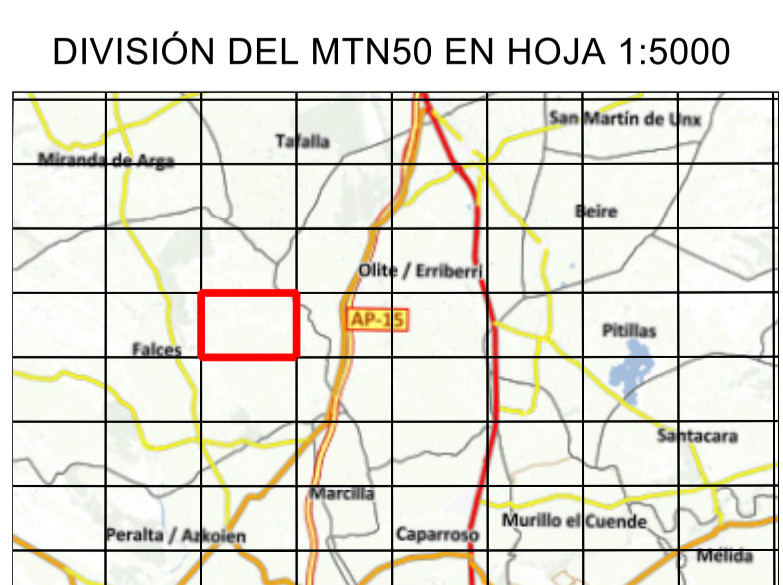 DIVISIÓN DEL MTN50 EN HOJA 1:5000
San Martín de Unx
Tafalla
Miranda de Arga
Beire
Olite / Erriberri
AP-15
Pitillas
Falces
Santacara
Marcilla
Murillo el Cuende
Peralta / Azkoien
Caparroso
Mélida